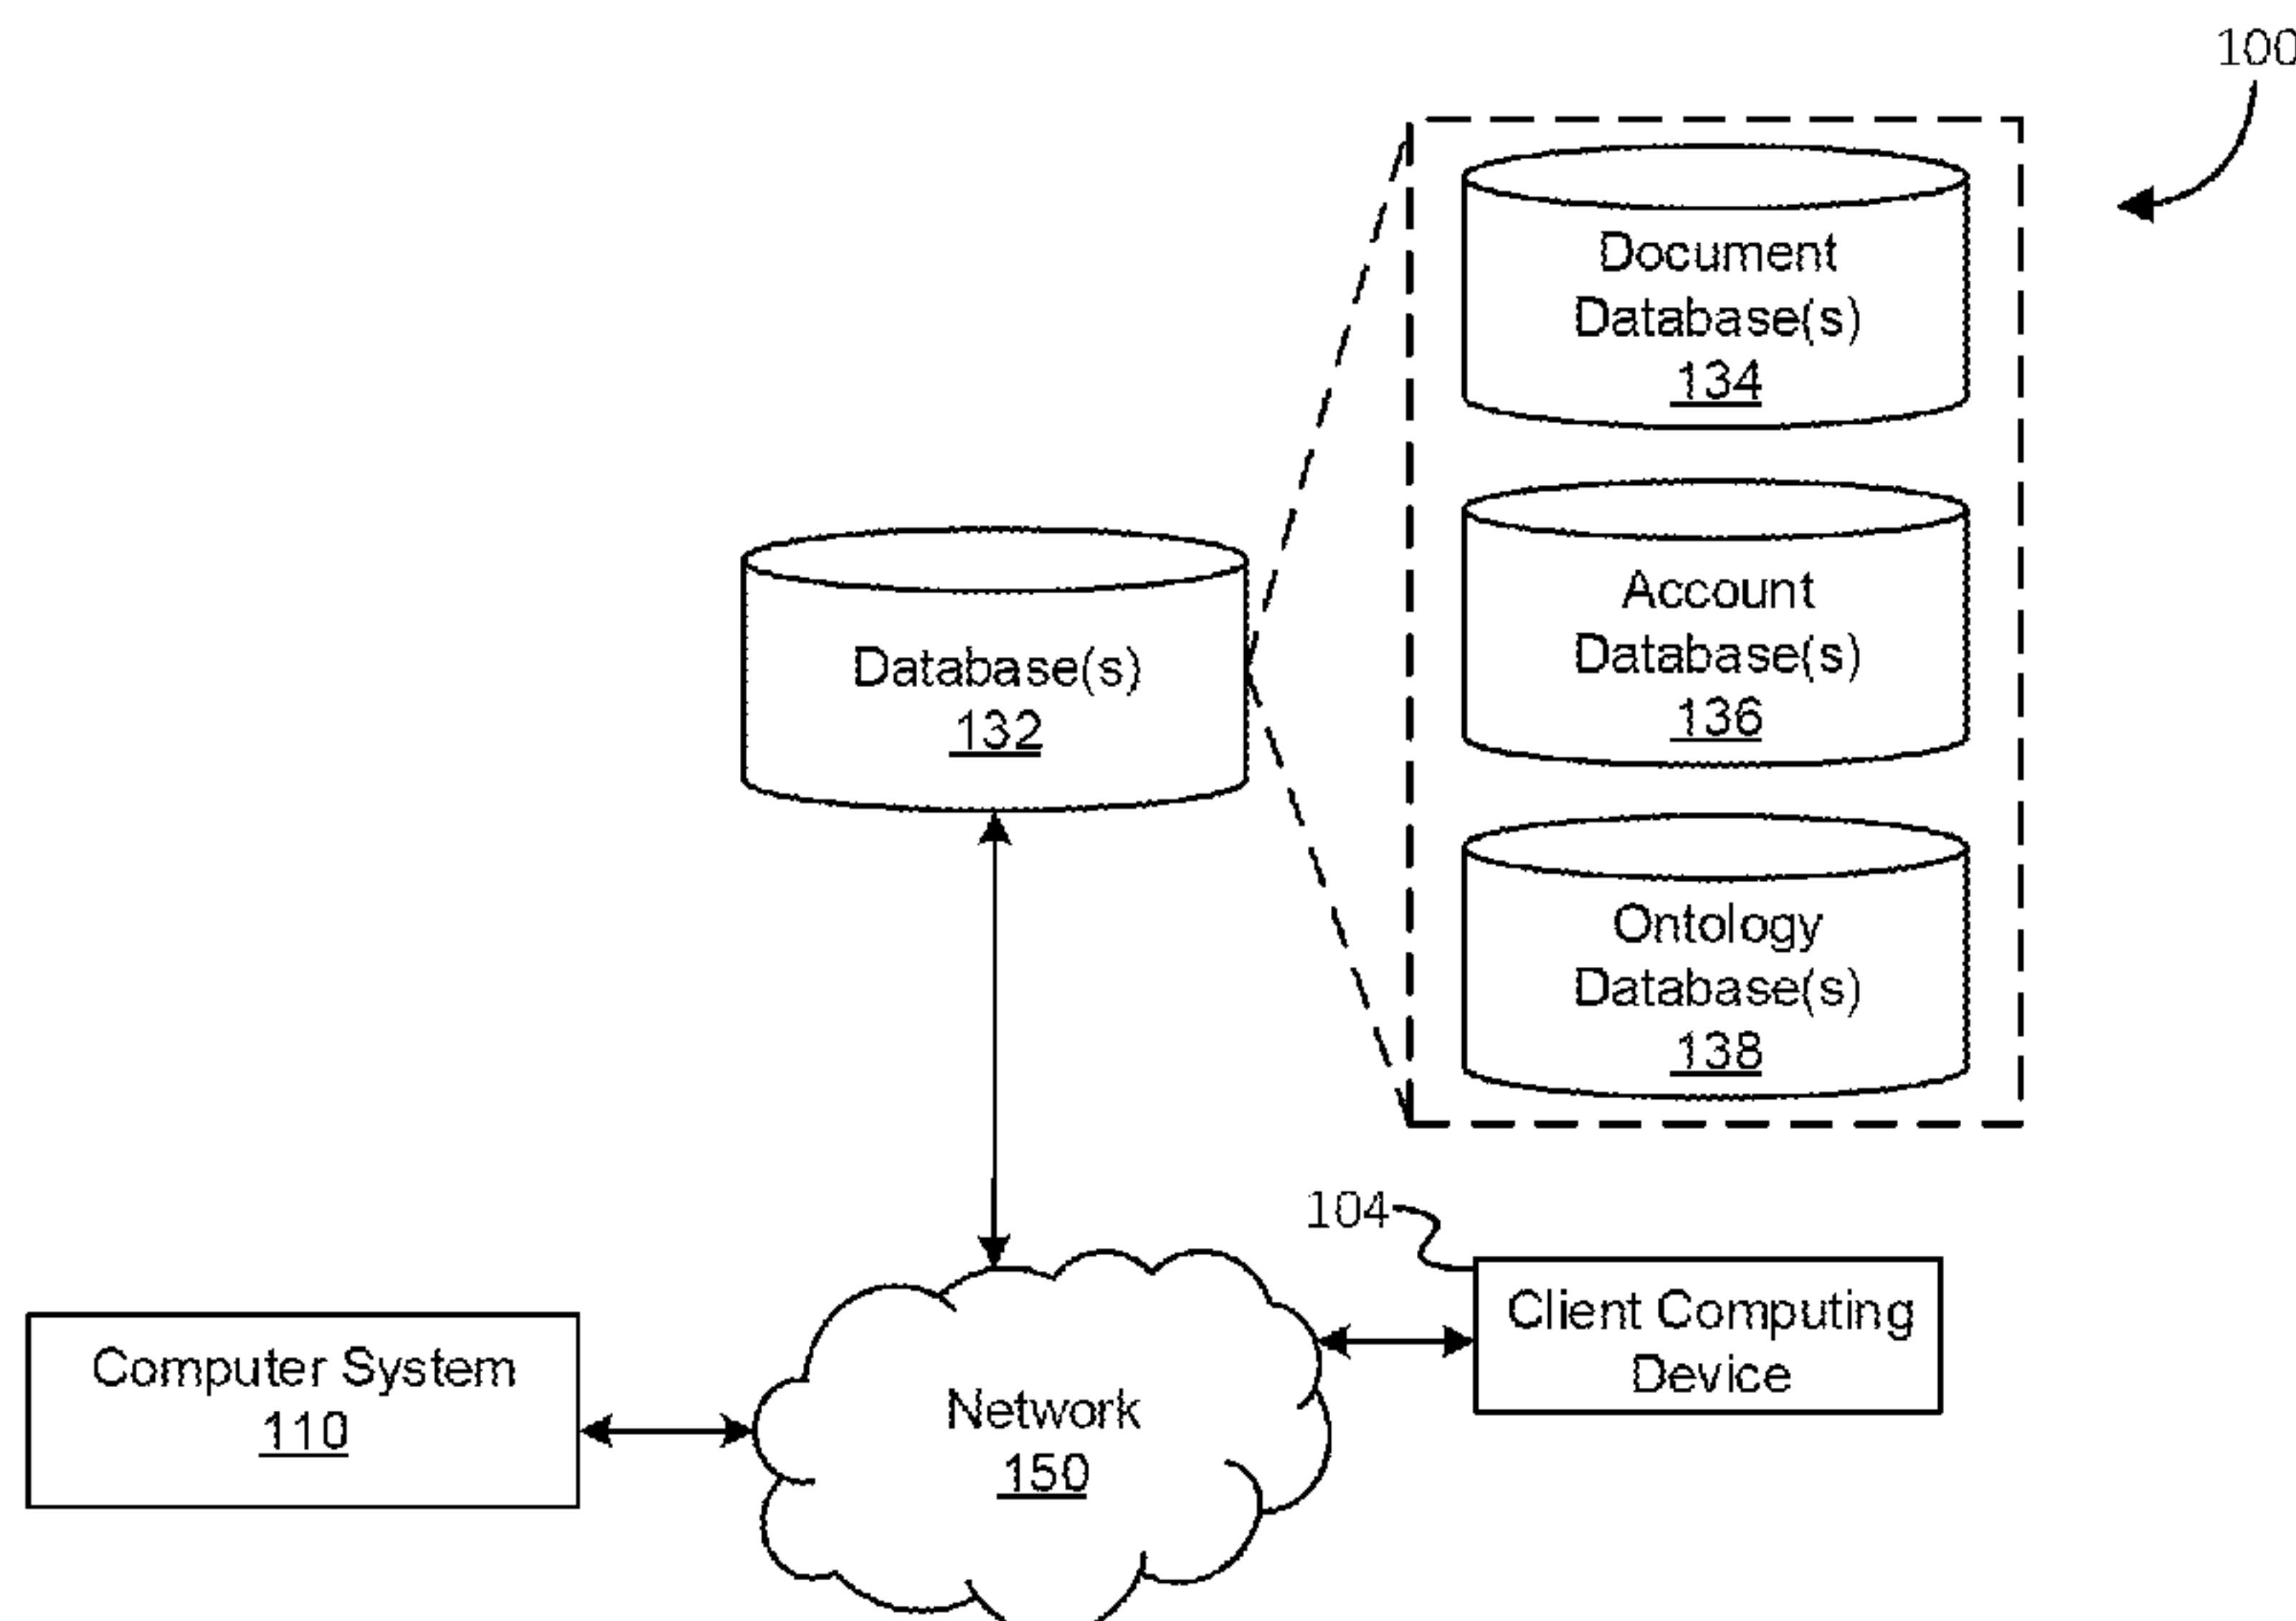 100
Document
Database(s)
134
Account
Database(s)
136
Database(s)
132
Ontology
Database(s)
138
104
Client Computing
Device
Computer System
110
Network
150